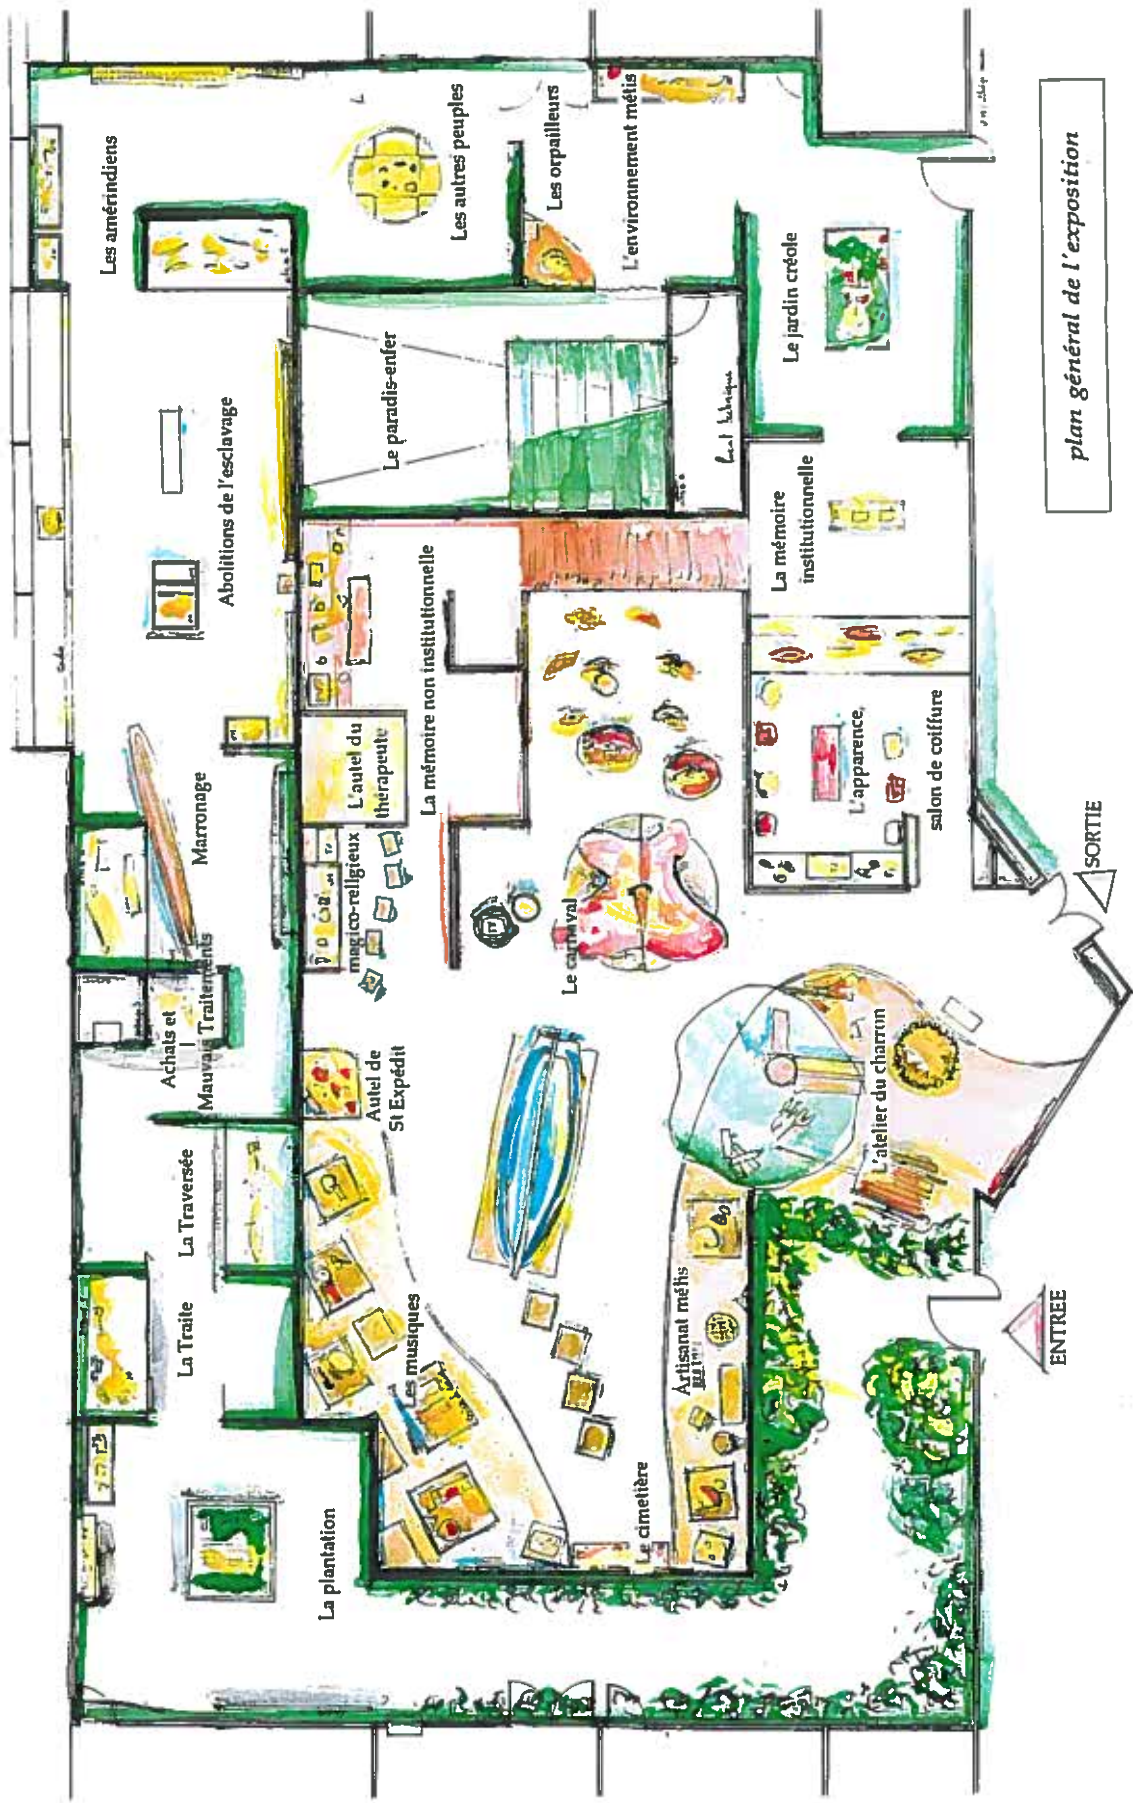 Les amérindiens
Les autres peuples
Les orpailleurs
L'environnement métis
Abolitions de l'esclavage
Le paradis-enfer
local technique
Le jardin créole
plan général de l'exposition
La mémoire
institutionnelle
La mémoire non institutionnelle
L'autel du
thérapeute
Marronage
magico-religieux
L'apparence,
salon de coiffure
Le carnaval
SORTIE
Achats et
Mauvais Traitements
Autel de
St Expédit
L'atelier du charron
La Traversée
La Traite
Les musiques
Artisanat métis
ENTREE
La plantation
Le cimetière